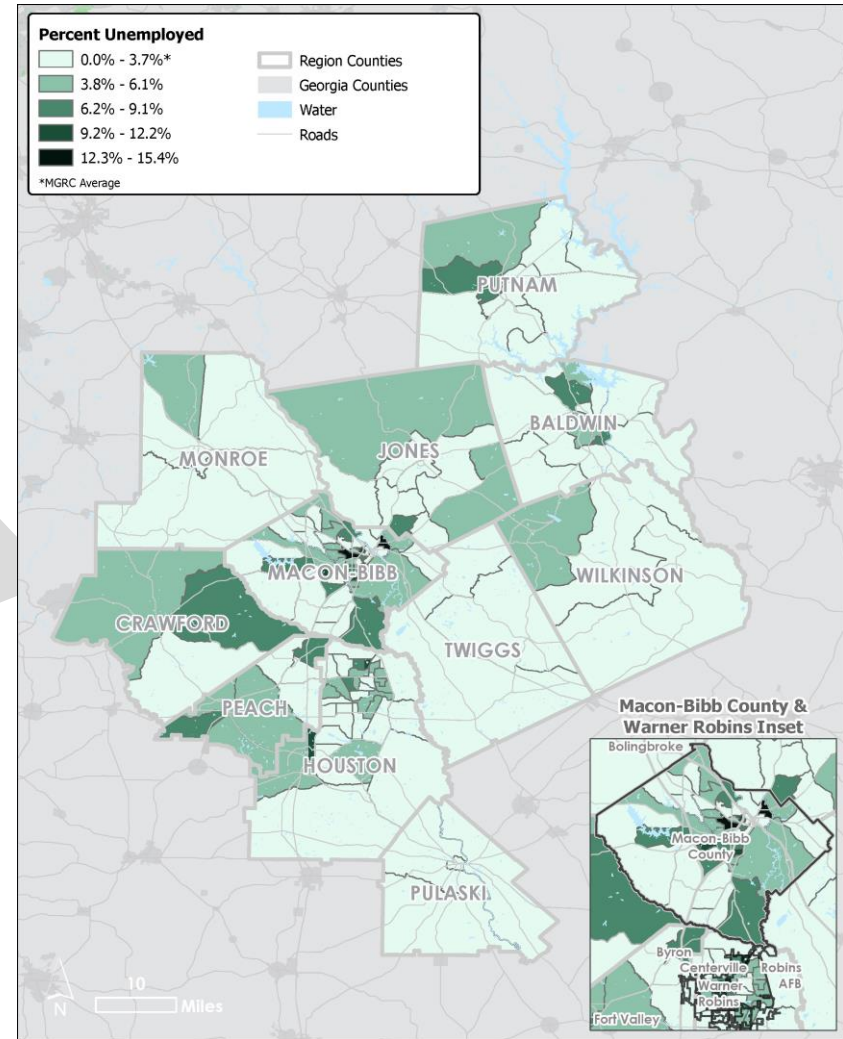 Percent Unemployed
0.0% - 3.7%*
3.8% - 6.1%
6.2% - 9.1%
9.2% - 12.2%
12.3% - 15.4%
*MGRC Average
Region Counties
Georgia Counties
Water
Roads
PUTNAM
BALDWIN
JONES
MONROE
WILKINSON
MACON-BIBB
CRAWFORD
TWIGGS
PEACH
HOUSTON
PULASKI
10
Miles
N
Macon-Bibb County &
Warner Robins Inset
Bolingbroke
Macon-Bibb
County
Byron
Centerville
Warner
Robins
Robins
AFB
Fort Valley